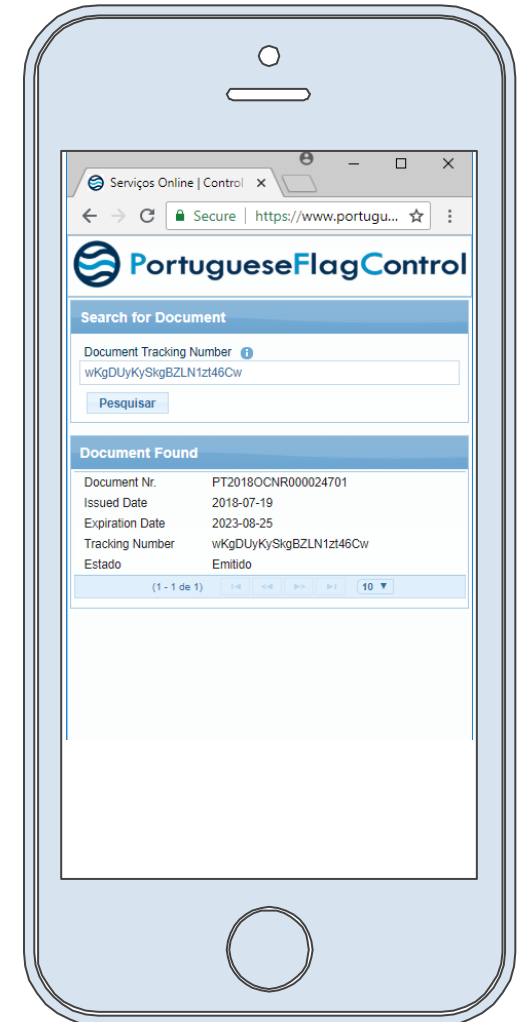 Serviços Online | Control
Secure | https://www.portugu...
PortugueseFlagControl
Search for Document
Document Tracking Number
wKgDUyKySkgBZLN1zt46Cw
Pesquisar
Document Found
Document Nr. PT2018OCNR000024701
Issued Date 2018-07-19
Expiration Date 2023-08-25
Tracking Number wKgDUyKySkgBZLN1zt46Cw
Estado Emitido
(1 - 1 de 1) 10